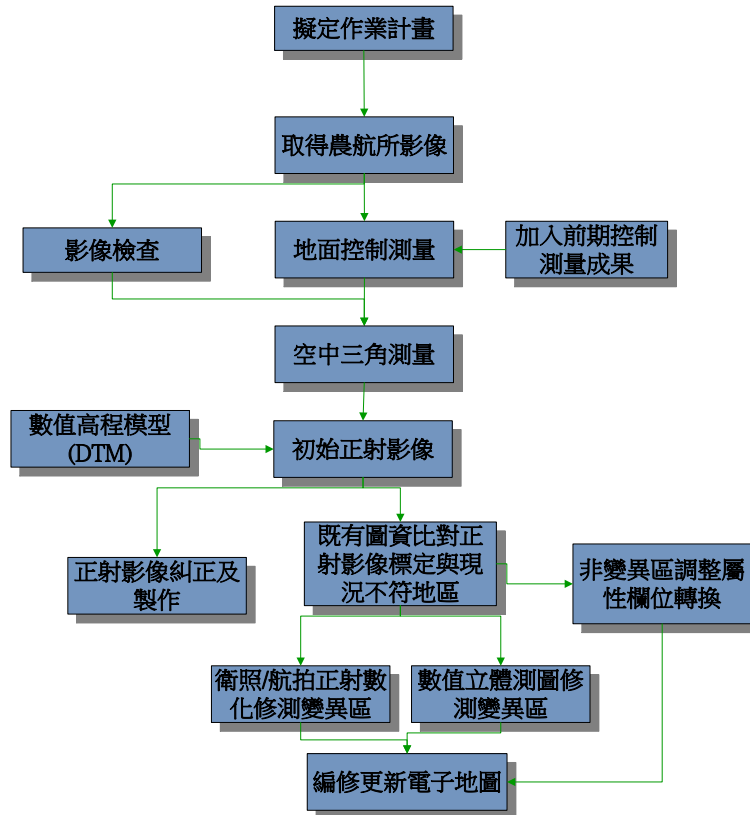 擬定作業計畫
取得農航所影像
影像檢查
地面控制測量
加入前期控制
測量成果
空中三角測量
數值高程模型
(DTM)
初始正射影像
正射影像糾正及
製作
既有圖資比對正
射影像標定與現
況不符地區
非變異區調整屬
性欄位轉換
衛照/航拍正射數
化修測變異區
數值立體測圖修
測變異區
編修更新電子地圖